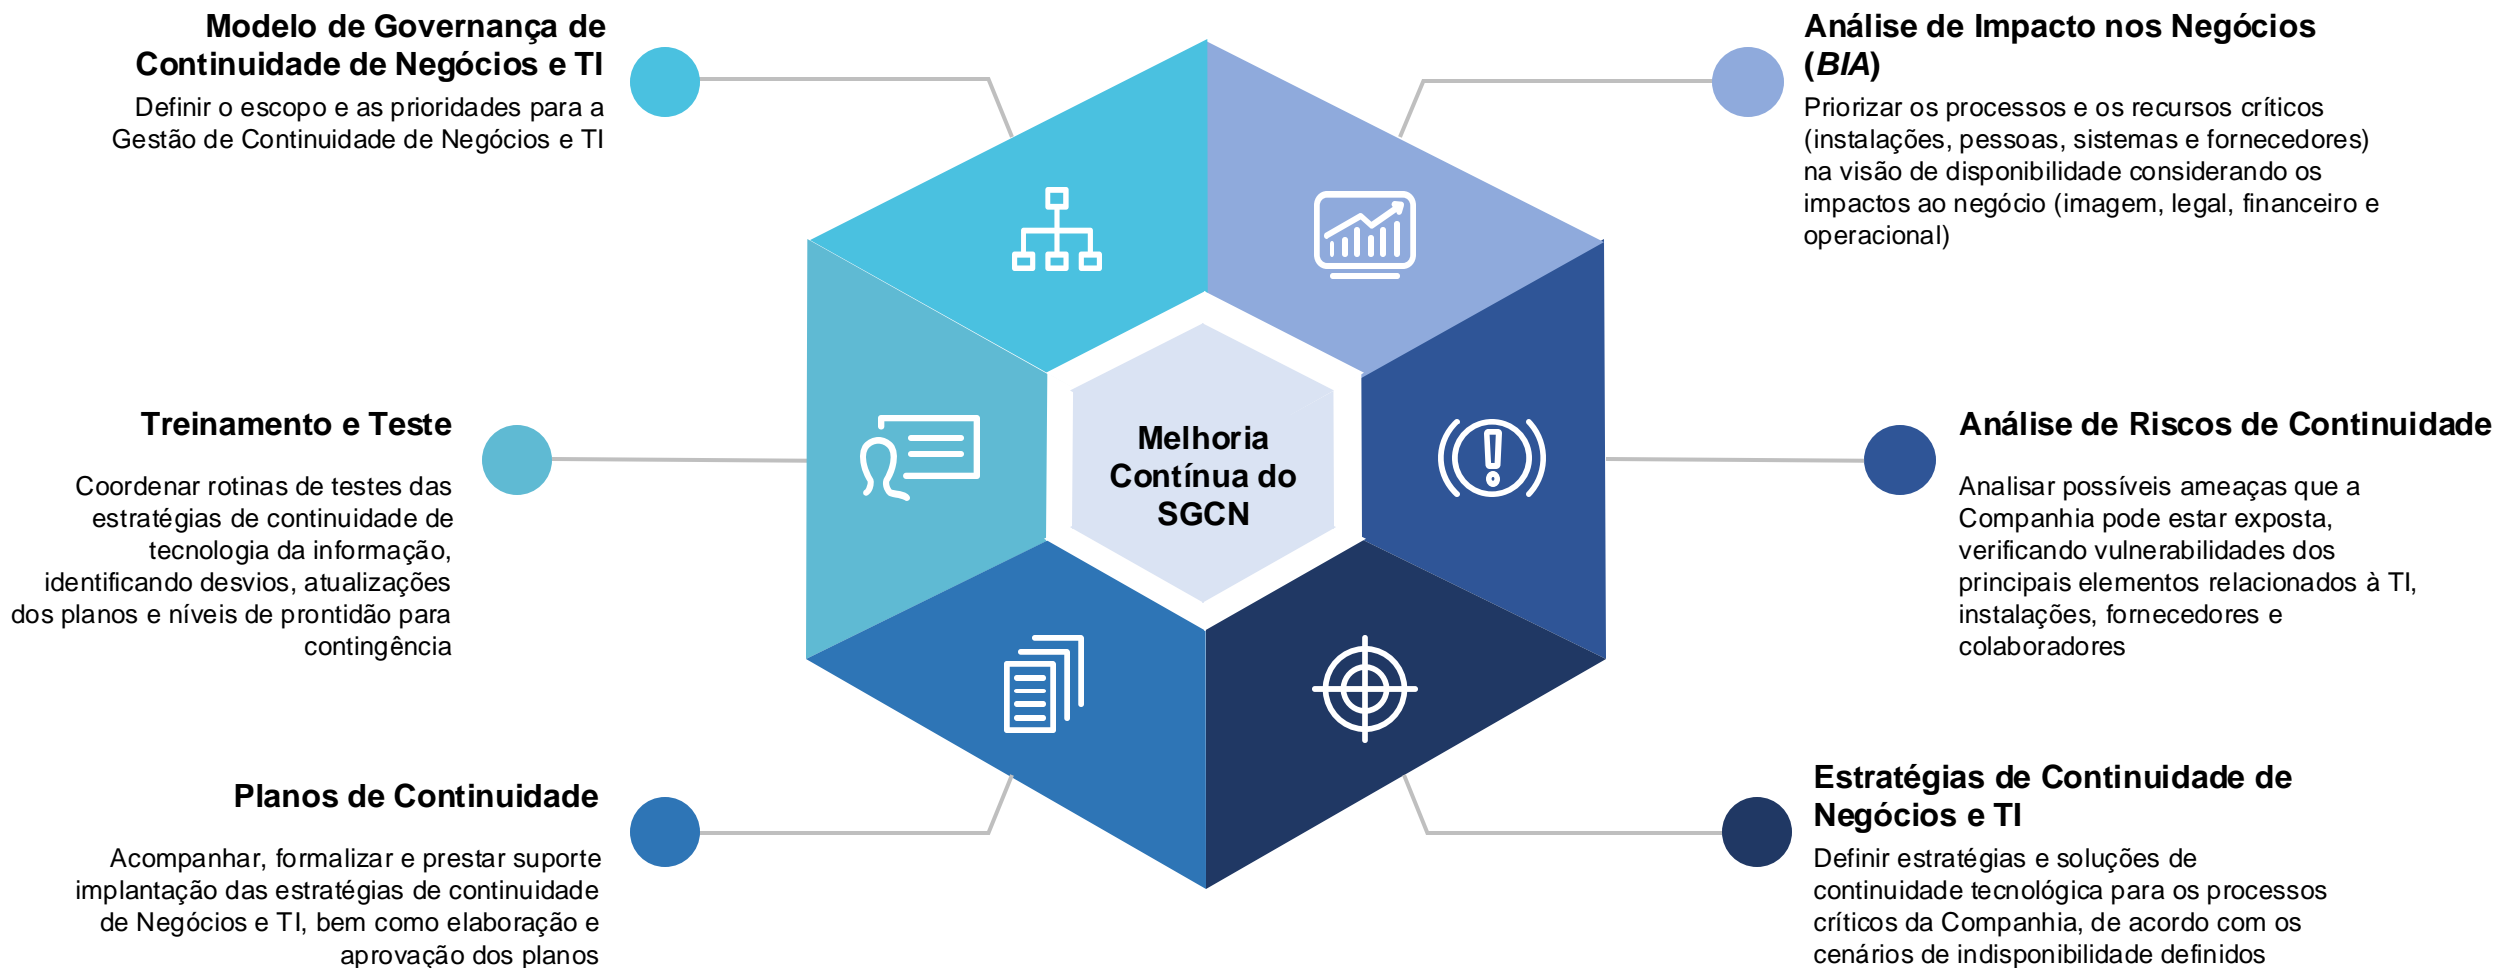 Modelo de Governança de
Continuidade de Negócios e TI
Definir o escopo e as prioridades para a
Gestão de Continuidade de Negócios e TI
Análise de Impacto nos Negócios
(BIA)
Priorizar os processos e os recursos críticos
(instalações, pessoas, sistemas e fornecedores)
na visão de disponibilidade considerando os
impactos ao negócio (imagem, legal, financeiro e
operacional)
Treinamento e Teste
Coordenar rotinas de testes das
estratégias de continuidade de
tecnologia da informação,
identificando desvios, atualizações
dos planos e níveis de prontidão para
contingência
Melhoria
Contínua do
SGCN
Análise de Riscos de Continuidade
Analisar possíveis ameaças que a
Companhia pode estar exposta,
verificando vulnerabilidades dos
principais elementos relacionados à TI,
instalações, fornecedores e
colaboradores
Planos de Continuidade
Acompanhar, formalizar e prestar suporte
implantação das estratégias de continuidade
de Negócios e TI, bem como elaboração e
aprovação dos planos
Estratégias de Continuidade de
Negócios e TI
Definir estratégias e soluções de
continuidade tecnológica para os processos
críticos da Companhia, de acordo com os
cenários de indisponibilidade definidos